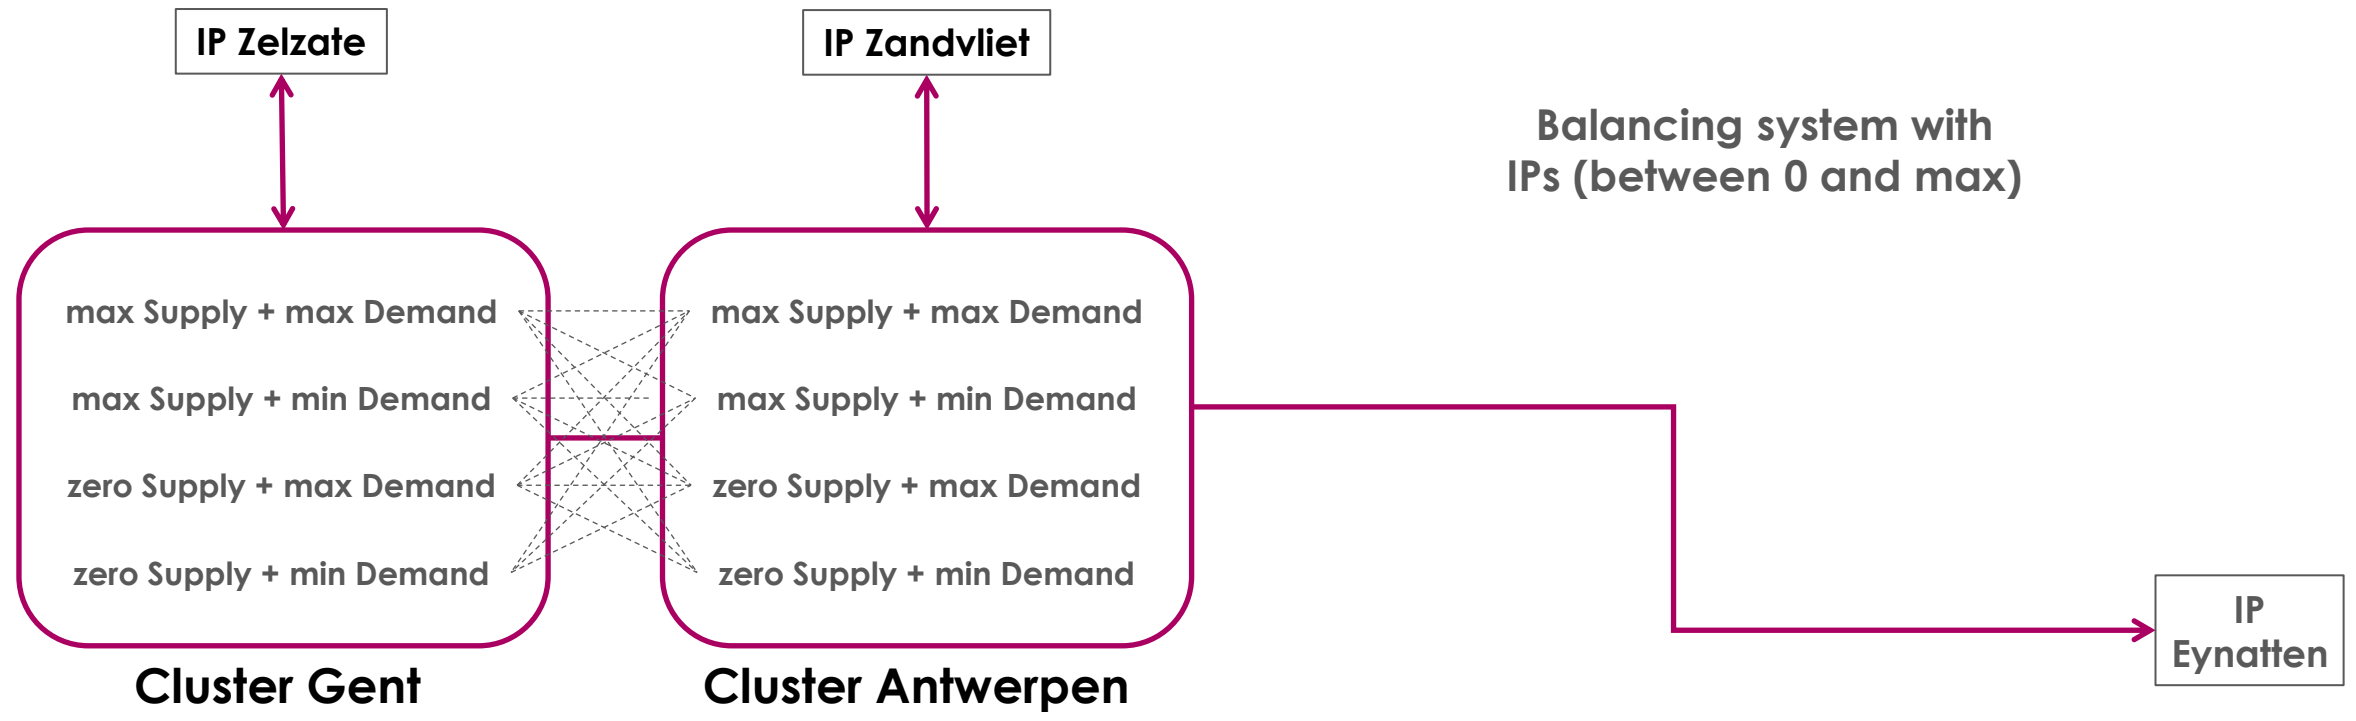 IP Zelzate
IP Zandvliet
Balancing system with
IPs (between 0 and max)
max Supply + max Demand
max Supply + min Demand
zero Supply + max Demand
zero Supply + min Demand
Cluster Gent
max Supply + max Demand
max Supply + min Demand
zero Supply + max Demand
zero Supply + min Demand
Cluster Antwerpen
IP
Eynatten